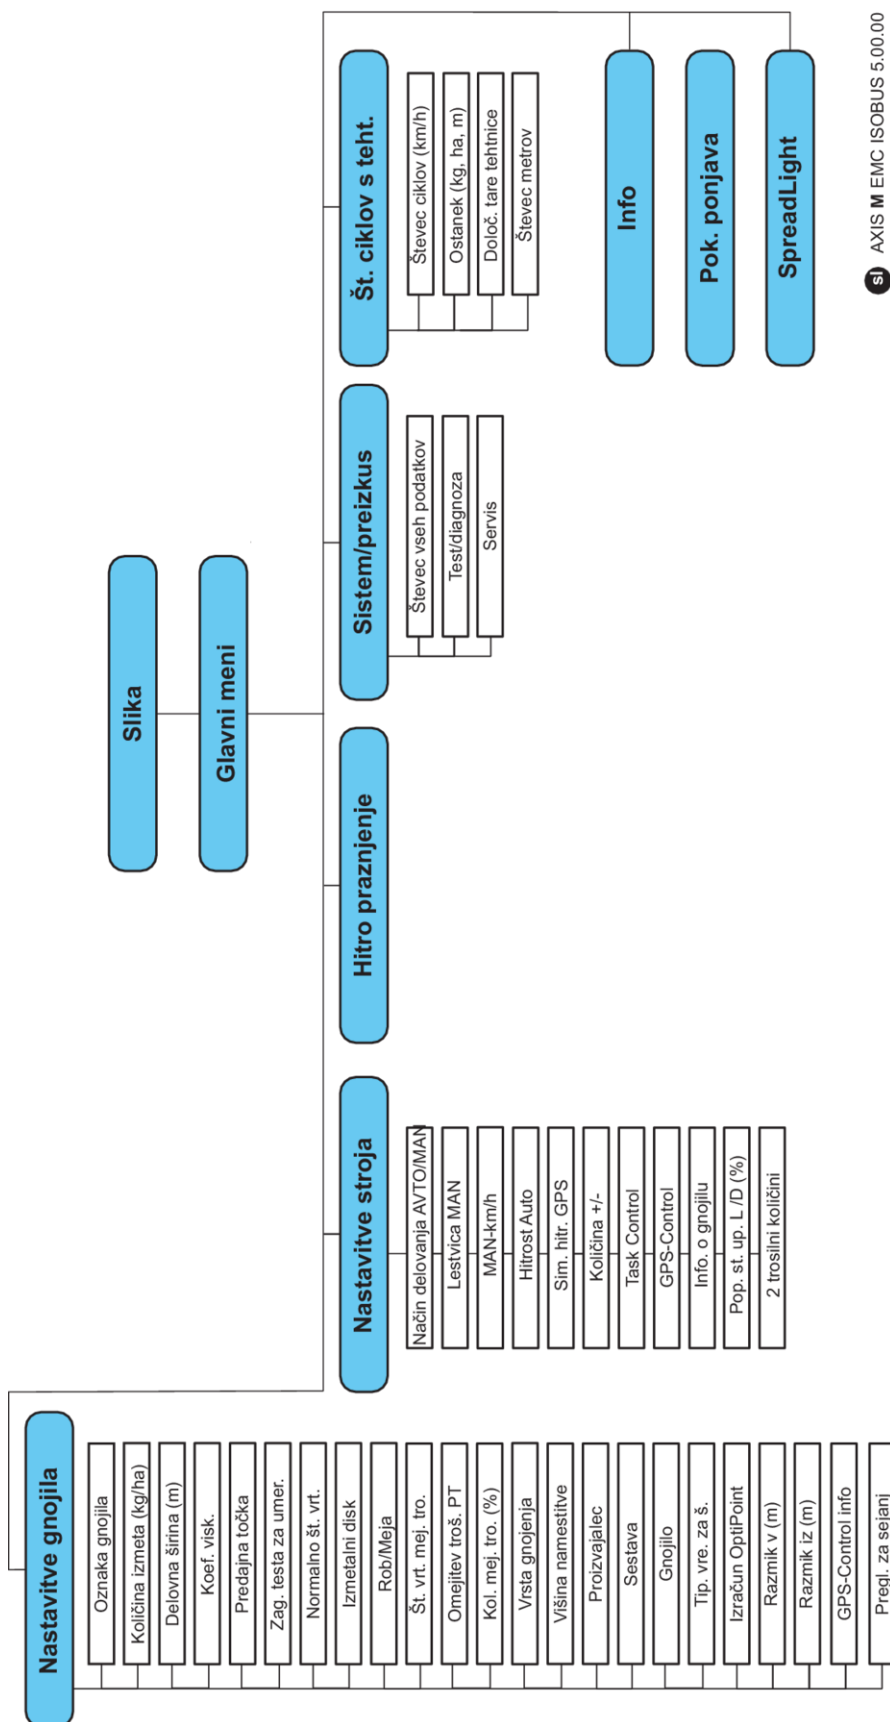 Slika
Glavni meni
Nastavitve gnojila
Oznaka gnojila
Količina izmeta (kg/ha)
Delovna širina (m)
Koef. visk.
Predajna točka
Zag. testa za umer.
Normalno št. vrt.
Izmetalni disk
Rob/Meja
Št. vrt. mej. tro.
Omejitev troš. PT
Kol. mej. tro. (%)
Vrsta gnojenja
Višina namestitve
Proizvajalec
Sestava
Gnojilo
Tip. vre. za š.
Izračun OptiPoint
Razmik v (m)
Razmik iz (m)
GPS-Control info
Pregl. za sejanj
Nastavitve stroja
Način delovanja AVTO/MAN
Lestvica MAN
MAN-km/h
Hitrost Auto
Sim. hitr. GPS
Količina +/-
Task Control
GPS-Control
Info. o gnojilu
Pop. st. up. L /D (%)
2 trosilni količini
Hitro praznjenje
Sistem/preizkus
Števec vseh podatkov
Test/diagnoza
Servis
Št. ciklov s teht.
Števec ciklov (km/h)
Ostanek (kg, ha, m)
Določ. tare tehtnice
Števec metrov
Info
Pok. ponjava
SpreadLight
sl AXIS M EMC ISOBUS 5.00.00